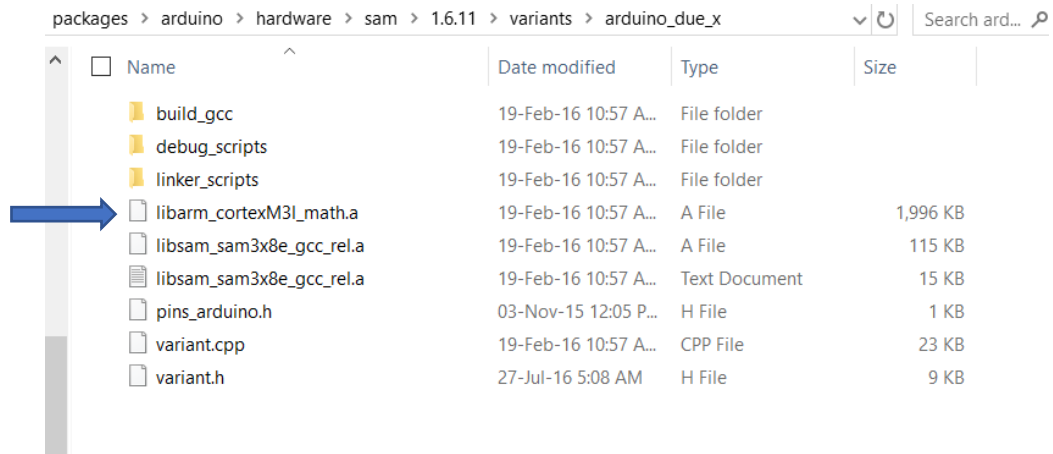 packages > arduino > hardware > sam > 1.6.11 > variants > arduino_due_x Search ard...
Name Date modified Type Size
build_gcc 19-Feb-16 10:57 A... File folder
debug_scripts 19-Feb-16 10:57 A... File folder
linker_scripts 19-Feb-16 10:57 A... File folder
libarm_cortexM3l_math.a 19-Feb-16 10:57 A... A File 1,996 KB
libsam_sam3x8e_gcc_rel.a 19-Feb-16 10:57 A... A File 115 KB
libsam_sam3x8e_gcc_rel.a 19-Feb-16 10:57 A... Text Document 15 KB
pins_arduino.h 03-Nov-15 12:05 P... H File 1 KB
variant.cpp 19-Feb-16 10:57 A... CPP File 23 KB
variant.h 27-Jul-16 5:08 AM H File 9 KB